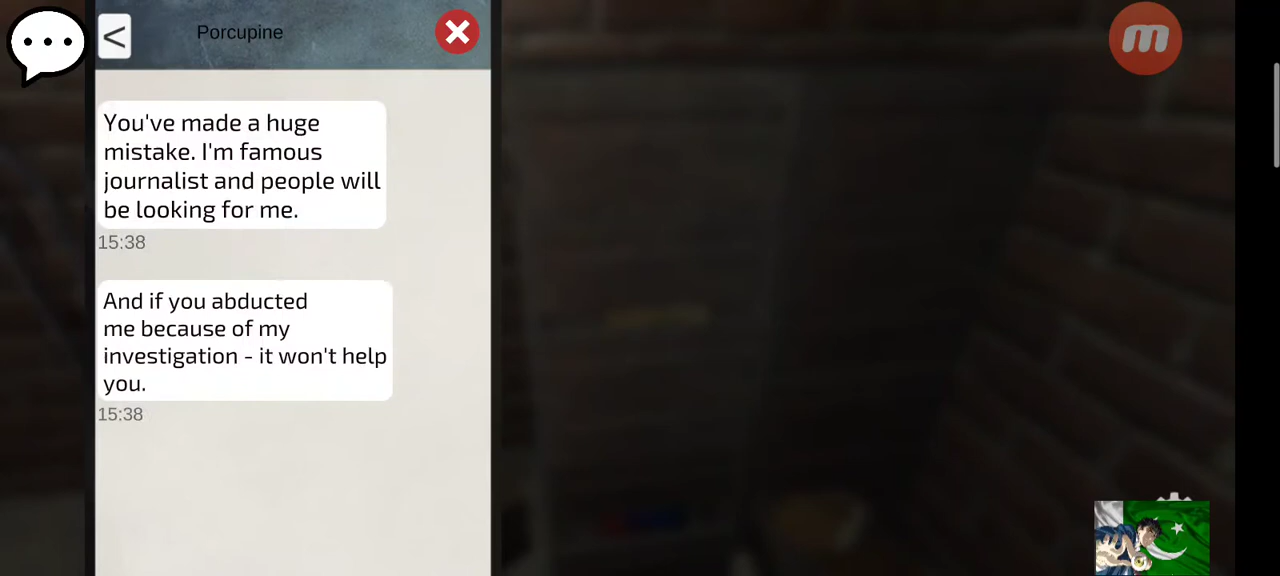 <
Porcupine
You've made a huge
mistake. I'm famous
journalist and people will
be looking for me.
15:38
And if you abducted
me because of my
investigation - it won't help
you.
15:38
m